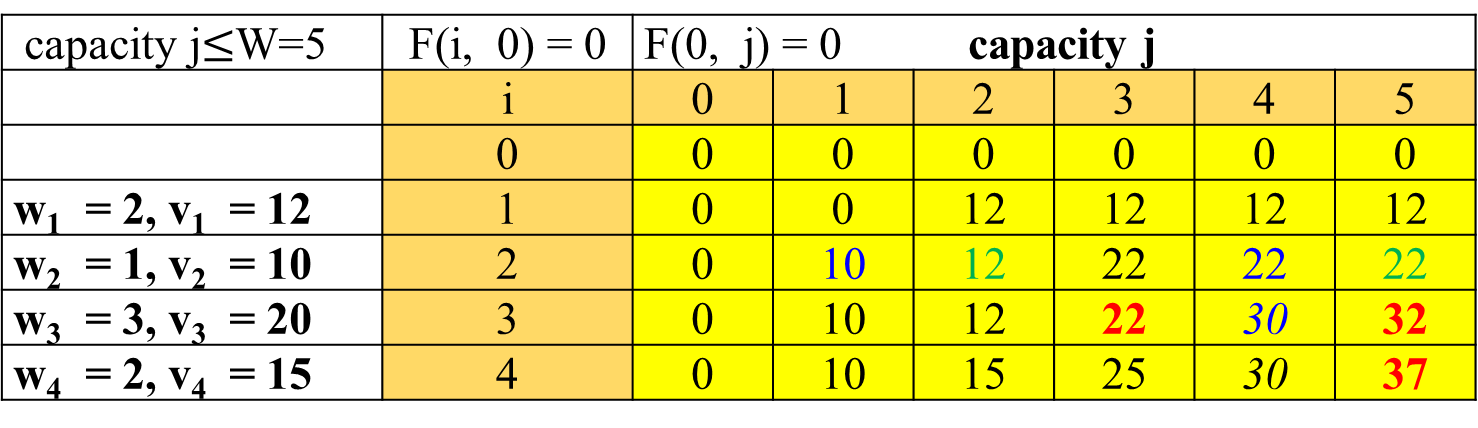 capacity j≤W=5 F(i, 0) = 0 F(0, j) = 0 capacity j
i 0 1 2 3 4 5
0 0 0 0 0 0 0
w₁ = 2, v₁ = 12 1 0 0 12 12 12 12
w₂ = 1, v₂ = 10 2 0 10 12 22 22 22
w₃ = 3, v₃ = 20 3 0 10 12 22 30 32
w₄ = 2, v₄ = 15 4 0 10 15 25 30 37